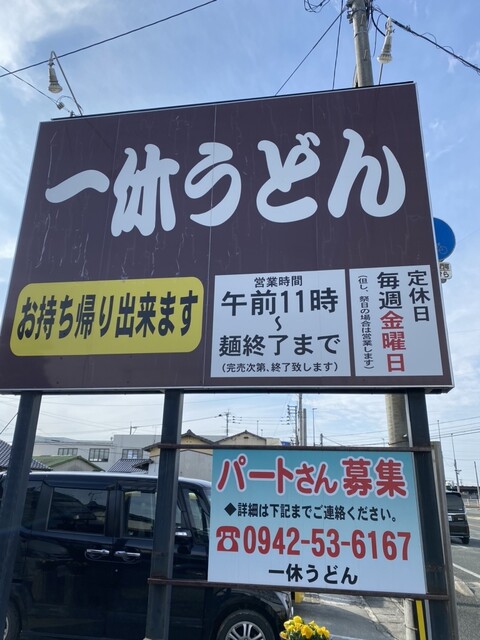 一休うどん
お持ち帰り出来ます
営業時間
午前11時
〜
麺終了まで
(完売次第、終了致します)
定休日
毎週金曜日
(但し、祭日の場合は営業します)
パートさん募集
◆詳細は下記までご連絡ください。
☎0942-53-6167
一休うどん